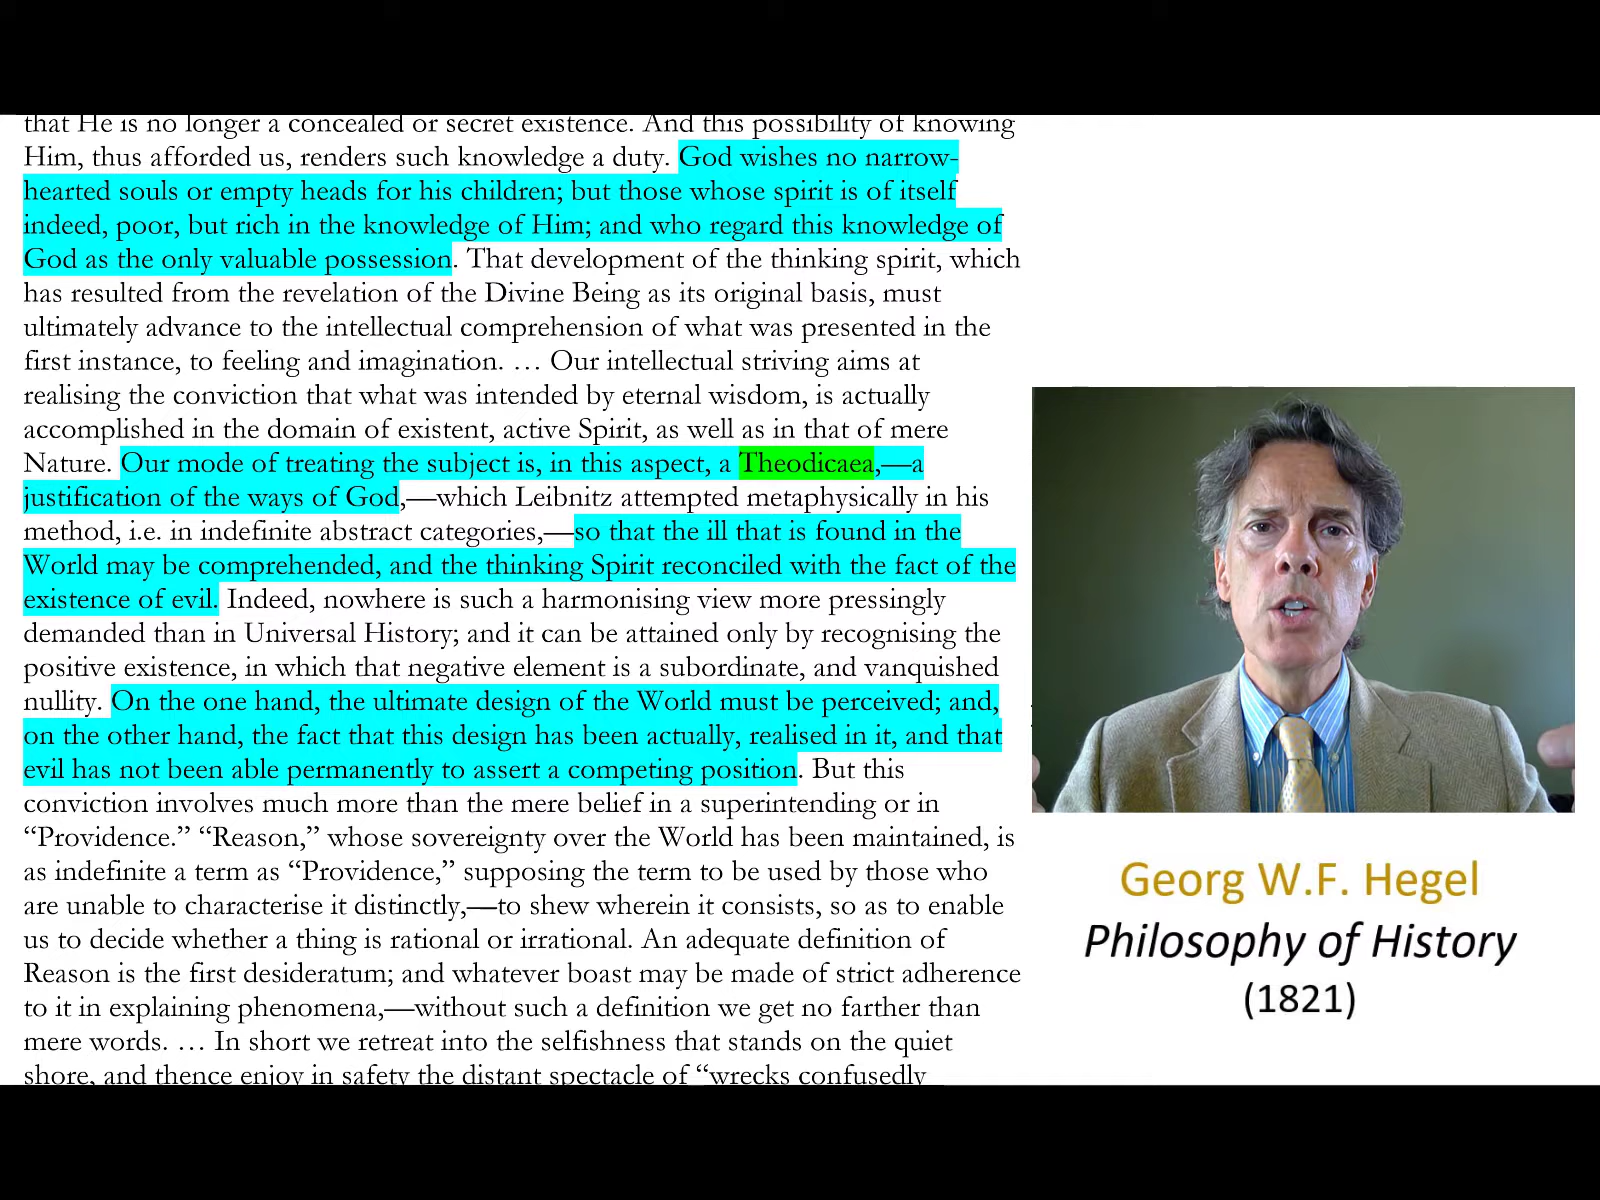 that He is no longer a concealed or secret existence. And this possibility of knowing
Him, thus afforded us, renders such knowledge a duty. God wishes no narrow-
hearted souls or empty heads for his children; but those whose spirit is of itself
indeed, poor, but rich in the knowledge of Him; and who regard this knowledge of
God as the only valuable possession. That development of the thinking spirit, which
has resulted from the revelation of the Divine Being as its original basis, must
ultimately advance to the intellectual comprehension of what was presented in the
first instance, to feeling and imagination. … Our intellectual striving aims at
realising the conviction that what was intended by eternal wisdom, is actually
accomplished in the domain of existent, active Spirit, as well as in that of mere
Nature. Our mode of treating the subject is, in this aspect, a Theodicaea,—a
justification of the ways of God,—which Leibnitz attempted metaphysically in his
method, i.e. in indefinite abstract categories,—so that the ill that is found in the
World may be comprehended, and the thinking Spirit reconciled with the fact of the
existence of evil. Indeed, nowhere is such a harmonising view more pressingly
demanded than in Universal History; and it can be attained only by recognising the
positive existence, in which that negative element is a subordinate, and vanquished
nullity. On the one hand, the ultimate design of the World must be perceived; and,
on the other hand, the fact that this design has been actually, realised in it, and that
evil has not been able permanently to assert a competing position. But this
conviction involves much more than the mere belief in a superintending or in
“Providence.” “Reason,” whose sovereignty over the World has been maintained, is
as indefinite a term as “Providence,” supposing the term to be used by those who
are unable to characterise it distinctly,—to shew wherein it consists, so as to enable
us to decide whether a thing is rational or irrational. An adequate definition of
Reason is the first desideratum; and whatever boast may be made of strict adherence
to it in explaining phenomena,—without such a definition we get no farther than
mere words. … In short we retreat into the selfishness that stands on the quiet
shore, and thence enjoy in safety the distant spectacle of “wrecks confusedly
Georg W.F. Hegel
Philosophy of History
(1821)